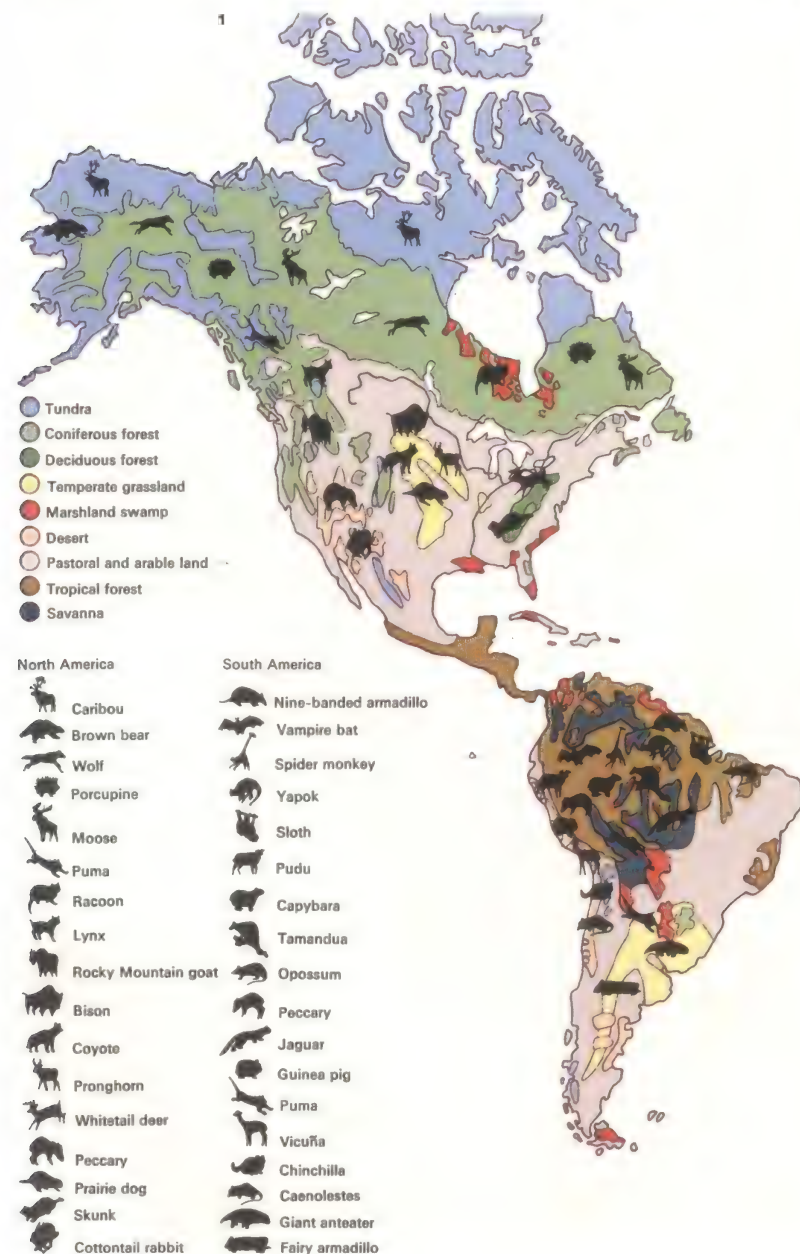 1
Tundra
Coniferous forest
Deciduous forest
Temperate grassland
Marshland swamp
Desert
Pastoral and arable land
Tropical forest
Savanna
North America
Caribou
Brown bear
Wolf
Porcupine
Moose
Puma
Racoon
Lynx
Rocky Mountain goat
Bison
Coyote
Pronghorn
Whitetail deer
Peccary
Prairie dog
Skunk
Cottontail rabbit
South America
Nine-banded armadillo
Vampire bat
Spider monkey
Yapok
Sloth
Pudu
Capybara
Tamandua
Opossum
Peccary
Jaguar
Guinea pig
Puma
Vicuña
Chinchilla
Caenolestes
Giant anteater
Fairy armadillo